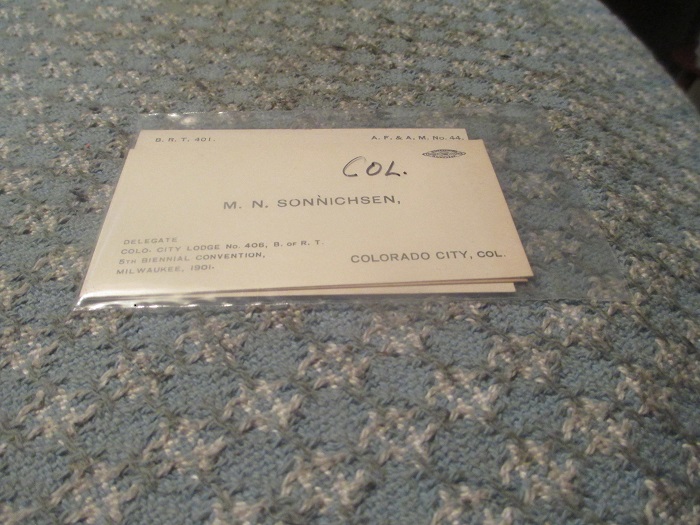 B. R. T. 401.
A. F. & A. M. No. 44.
COL.
M. N. SONNICHSEN,
DELEGATE
COLO. CITY LODGE No. 406, B. OF R. T.
5TH BIENNIAL CONVENTION,
MILWAUKEE, 1901.
COLORADO CITY, COL.